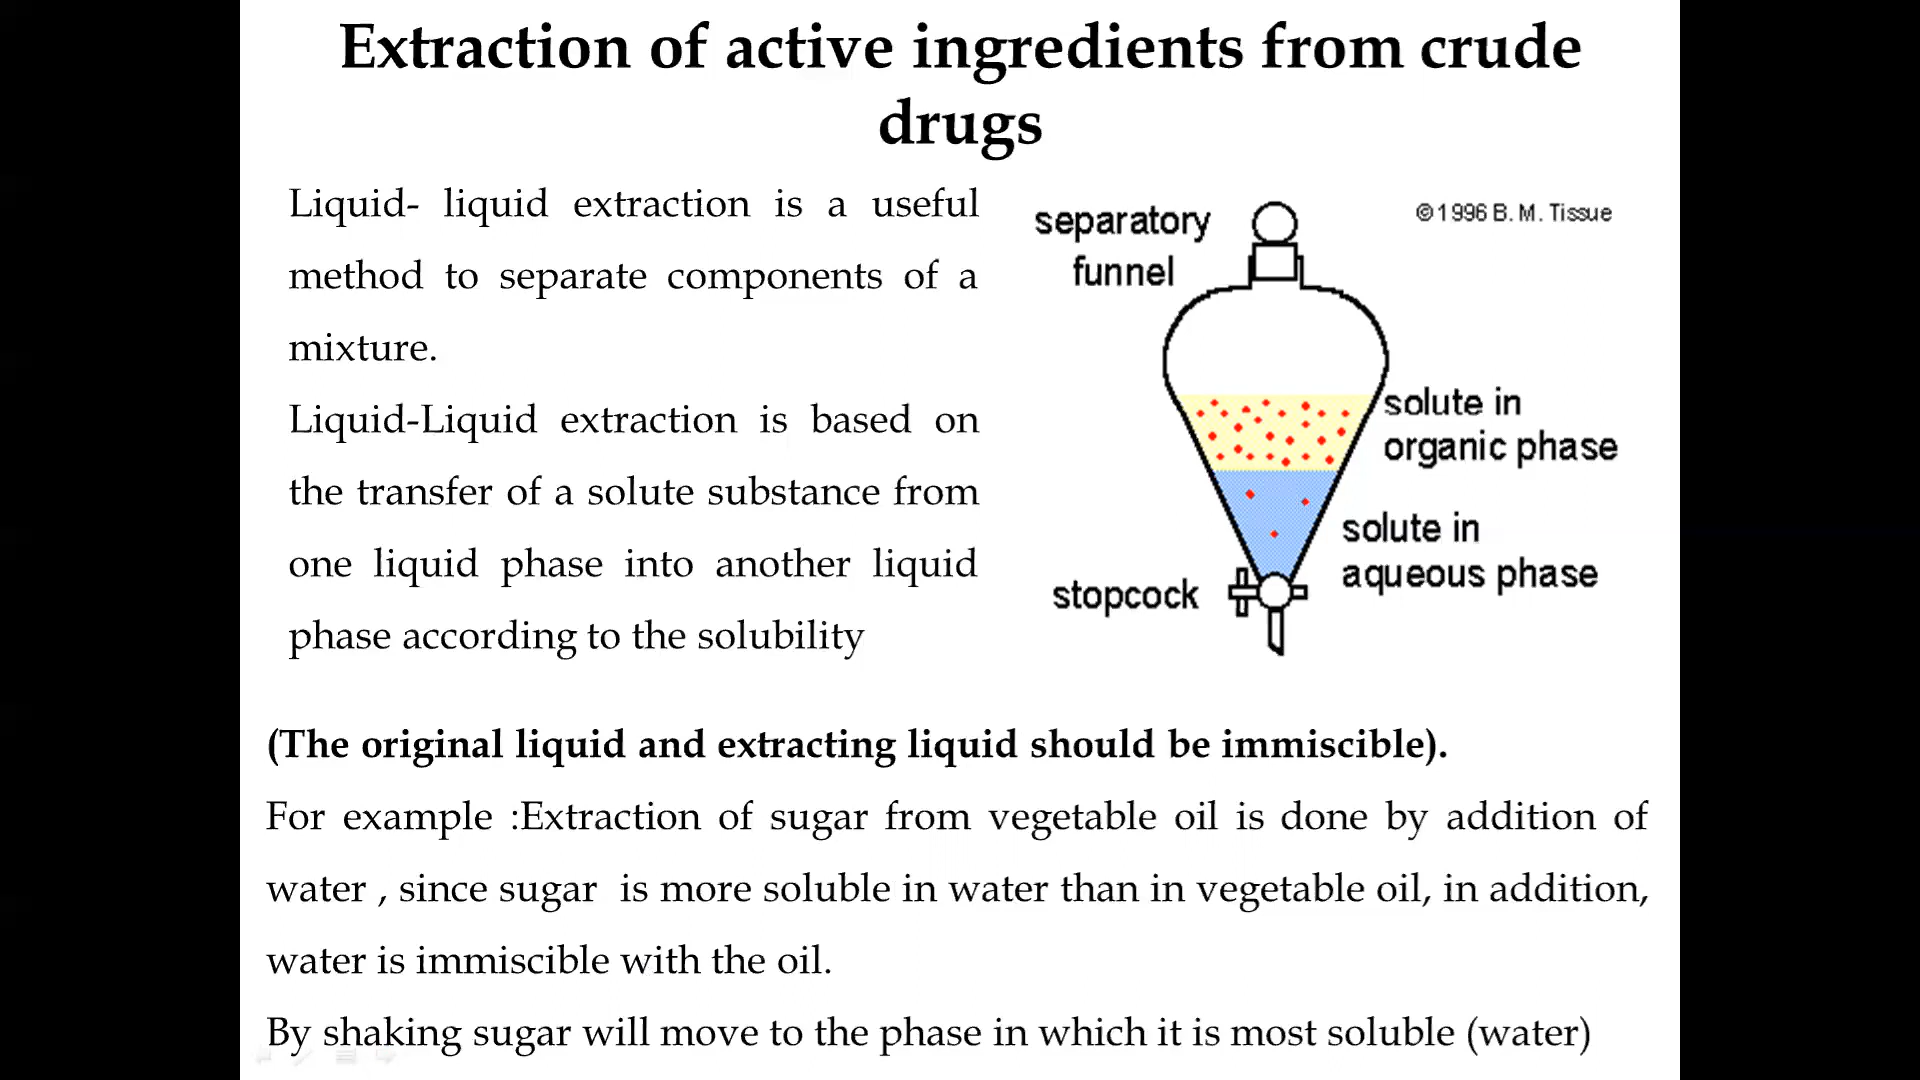 Extraction of active ingredients from crude
drugs
Liquid- liquid extraction is a useful
method to separate components of a
mixture.
Liquid-Liquid extraction is based on
the transfer of a solute substance from
one liquid phase into another liquid
phase according to the solubility
separatory
funnel
©1996 B. M. Tissue
solute in
organic phase
solute in
aqueous phase
stopcock
(The original liquid and extracting liquid should be immiscible).
For example :Extraction of sugar from vegetable oil is done by addition of
water , since sugar is more soluble in water than in vegetable oil, in addition,
water is immiscible with the oil.
By shaking sugar will move to the phase in which it is most soluble (water)